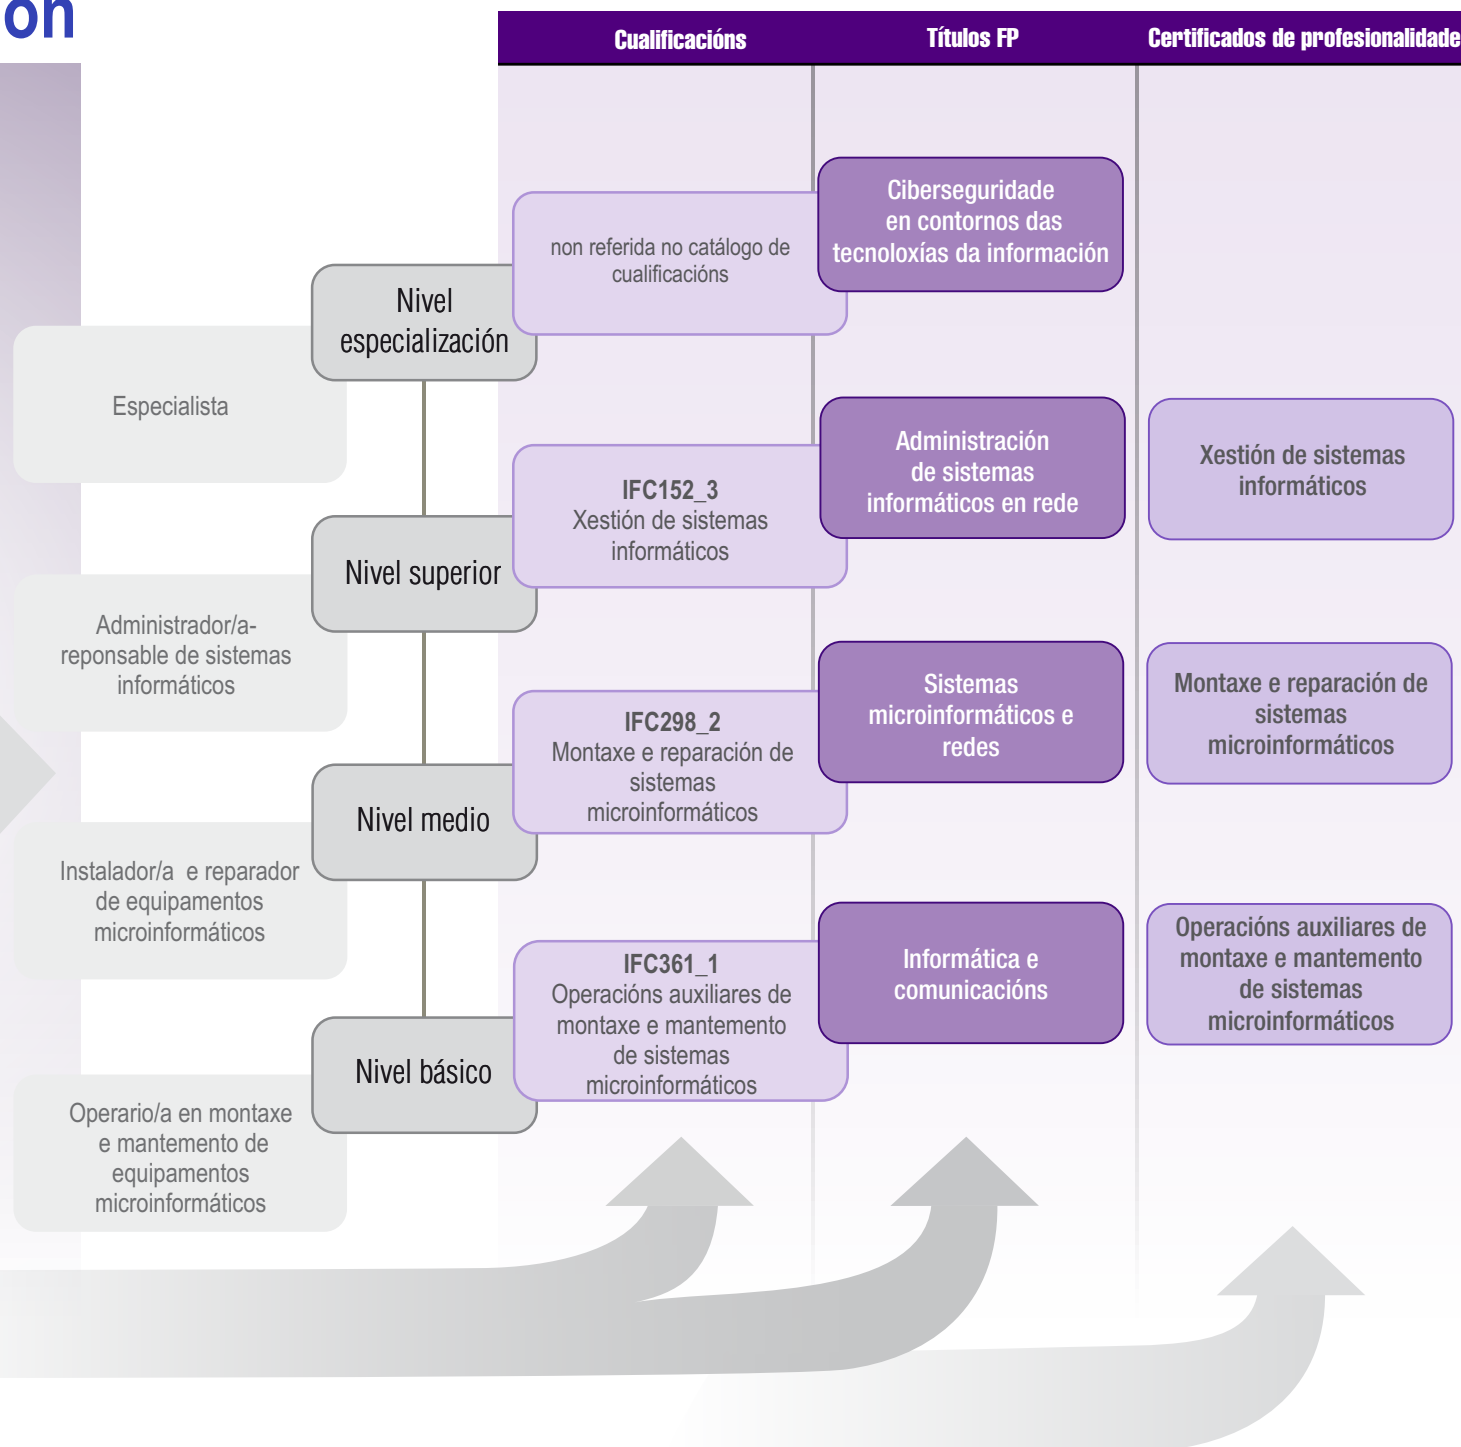 ón
Cualificacións
Títulos FP
Certificados de profesionalidade
Nivel
especialización
non referida no catálogo de
cualificacións
Ciberseguridade
en contornos das
tecnoloxías da información
Especialista
Nivel superior
IFC152_3
Xestión de sistemas
informáticos
Administración
de sistemas
informáticos en rede
Xestión de sistemas
informáticos
Administrador/a-
reponsable de sistemas
informáticos
Nivel medio
IFC298_2
Montaxe e reparación de
sistemas
microinformáticos
Sistemas
microinformáticos e
redes
Montaxe e reparación de
sistemas
microinformáticos
Instalador/a e reparador
de equipamentos
microinformáticos
Nivel básico
IFC361_1
Operacións auxiliares de
montaxe e mantemento
de sistemas
microinformáticos
Informática e
comunicacións
Operacións auxiliares de
montaxe e mantemento
de sistemas
microinformáticos
Operario/a en montaxe
e mantemento de
equipamentos
microinformáticos